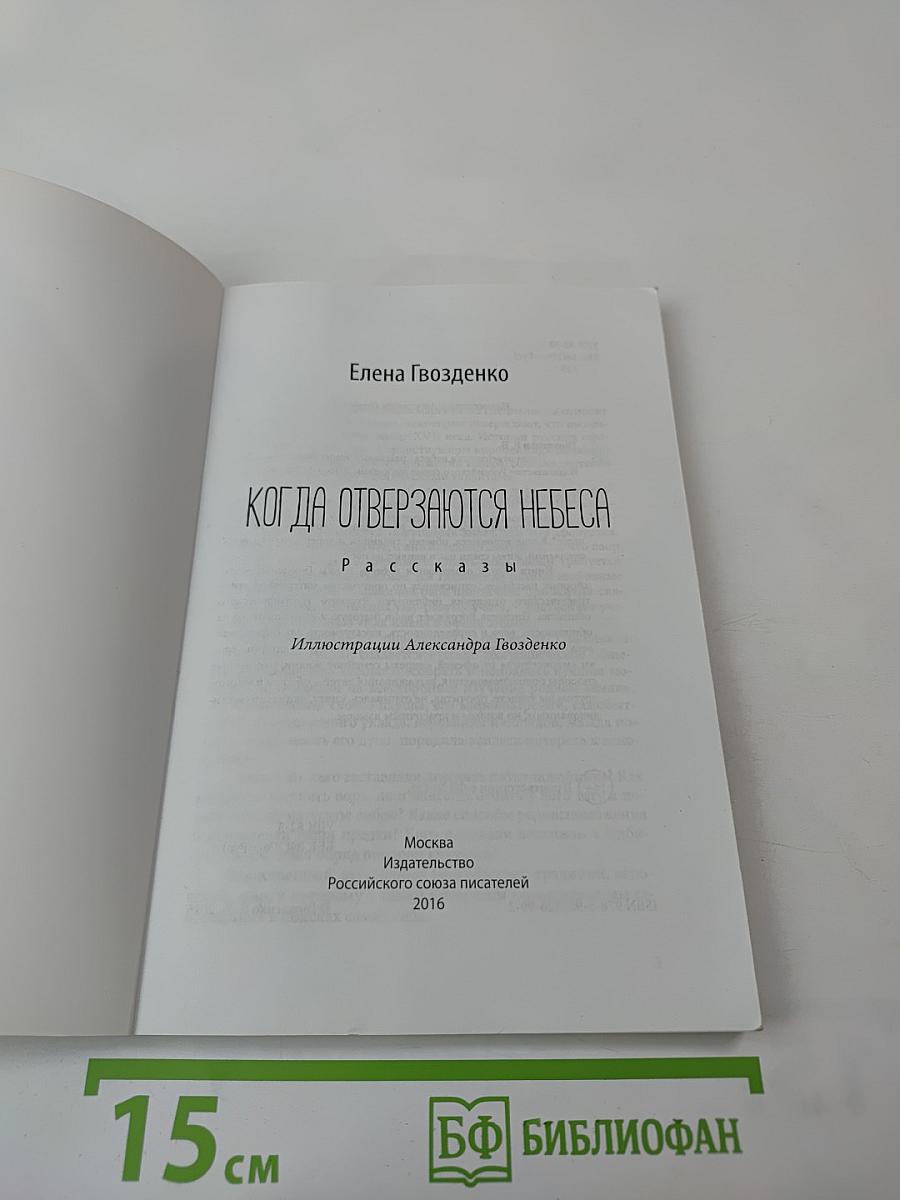 Елена Гвозденко
КОГДА ОТВЕРЗАЮТСЯ НЕБЕСА
Рассказы
Иллюстрации Александра Гвозденко
Москва
Издательство
Российского союза писателей
2016
15 см
БФ БИБЛИОФАН